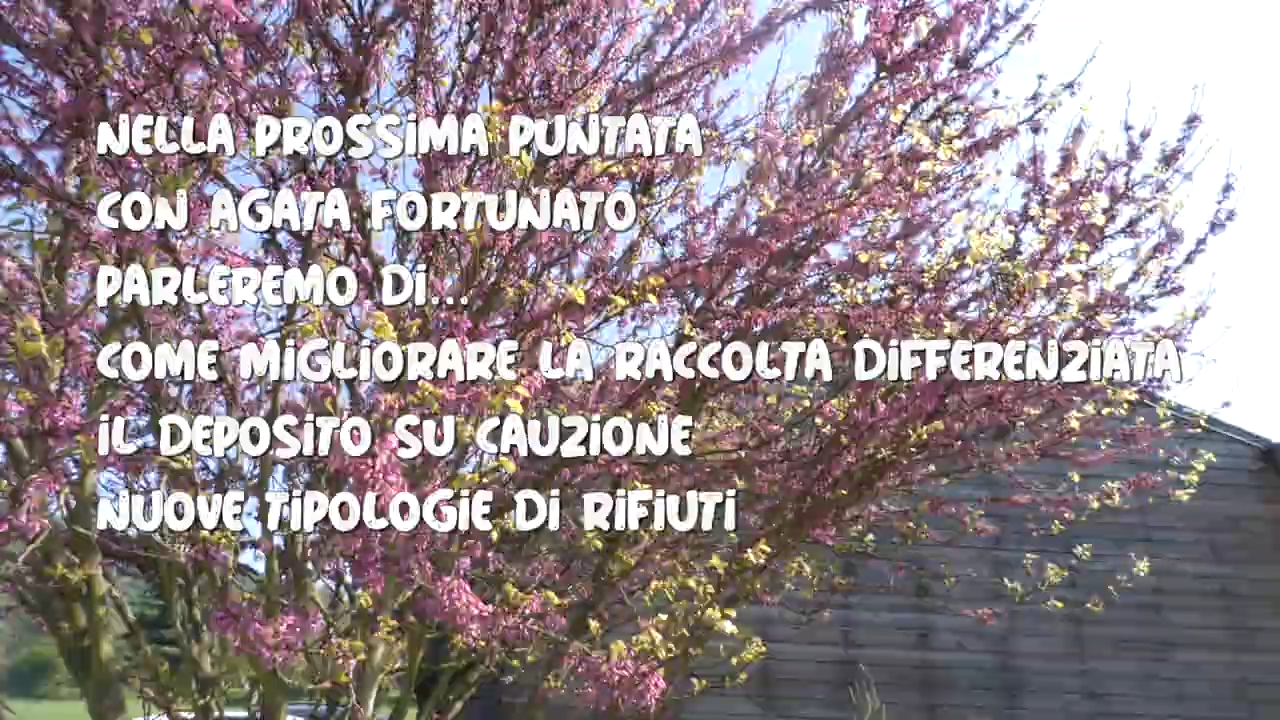 NELLA PROSSIMA PUNTATA
CON AGATA FORTUNATO
PARLEREMO DI...
COME MIGLIORARE LA RACCOLTA DIFFERENZIATA
IL DEPOSITO SU CAUZIONE
NUOVE TIPOLOGIE DI RIFIUTI